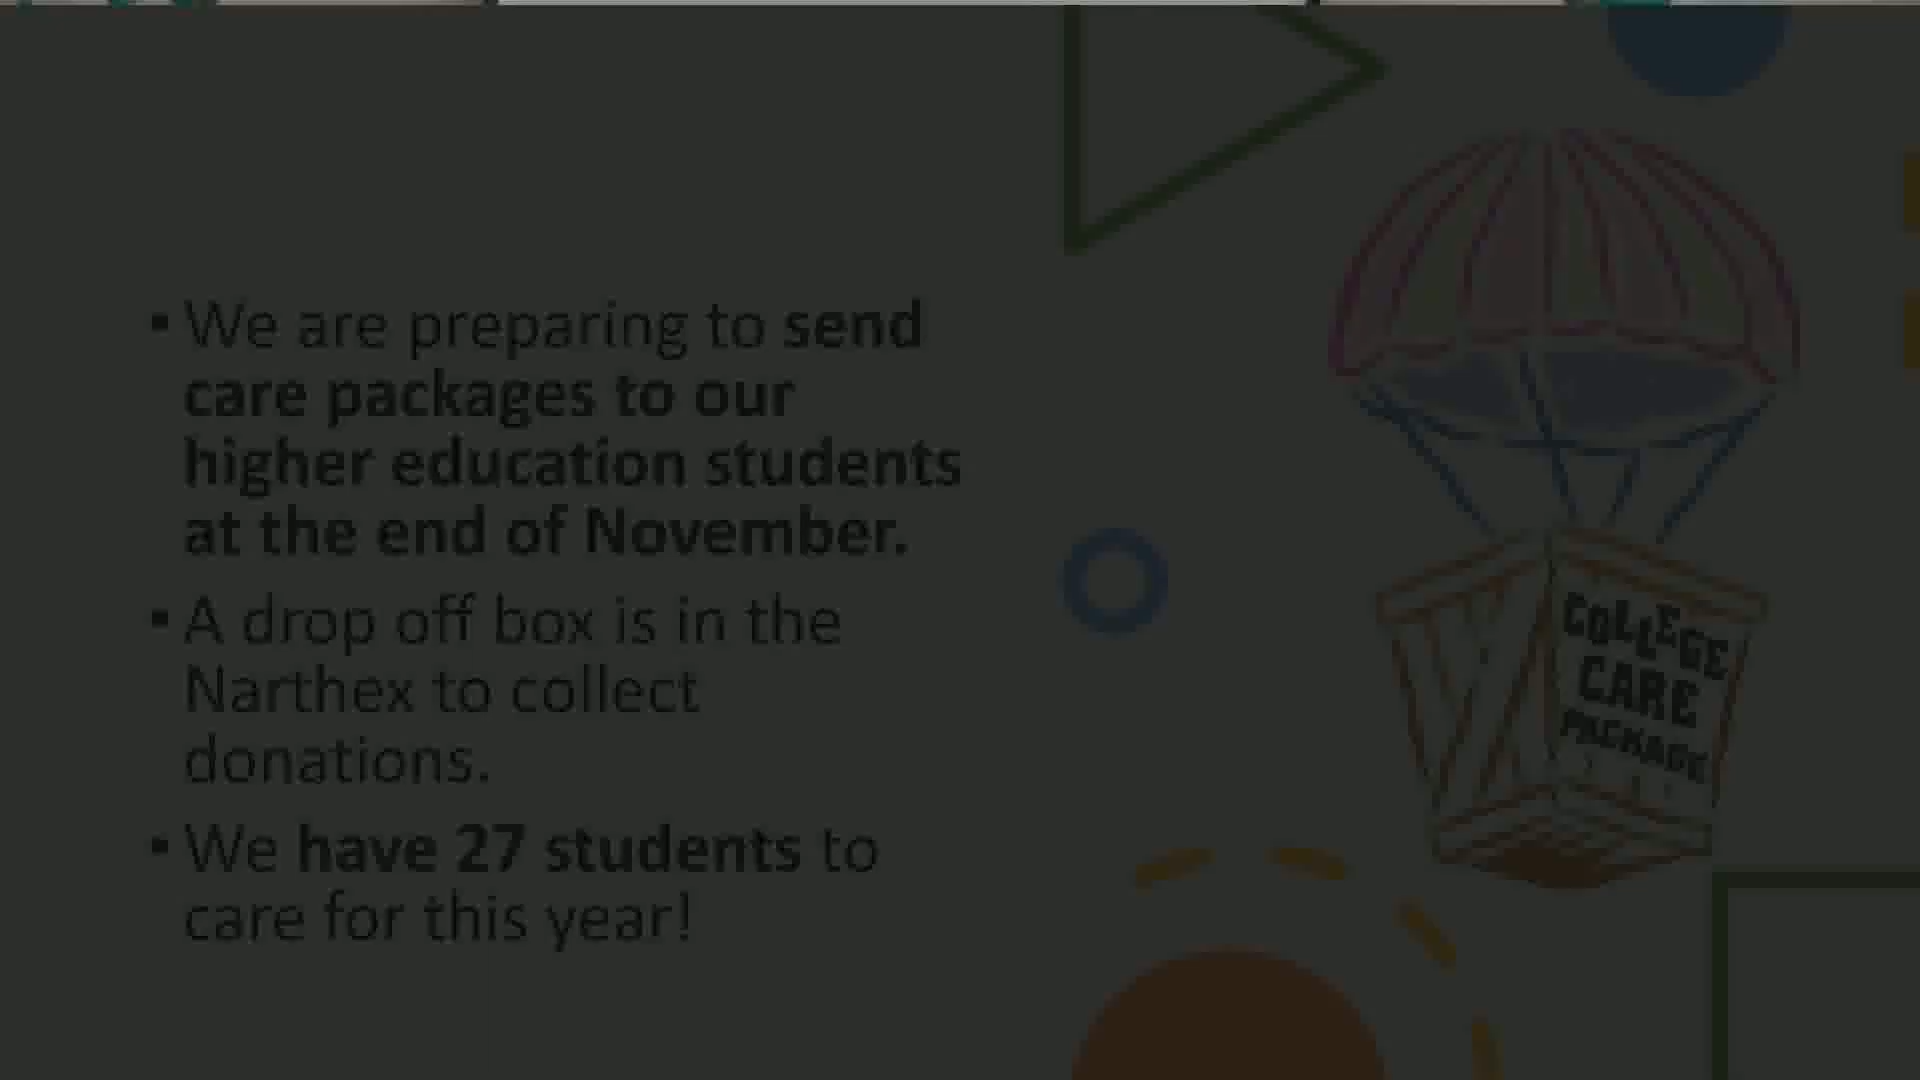 ▪ We are preparing to send
care packages to our
higher education students
at the end of November.
▪ A drop off box is in the
Narthex to collect
donations.
▪ We have 27 students to
care for this year!
COLLEGE
CARE
PACKAGE